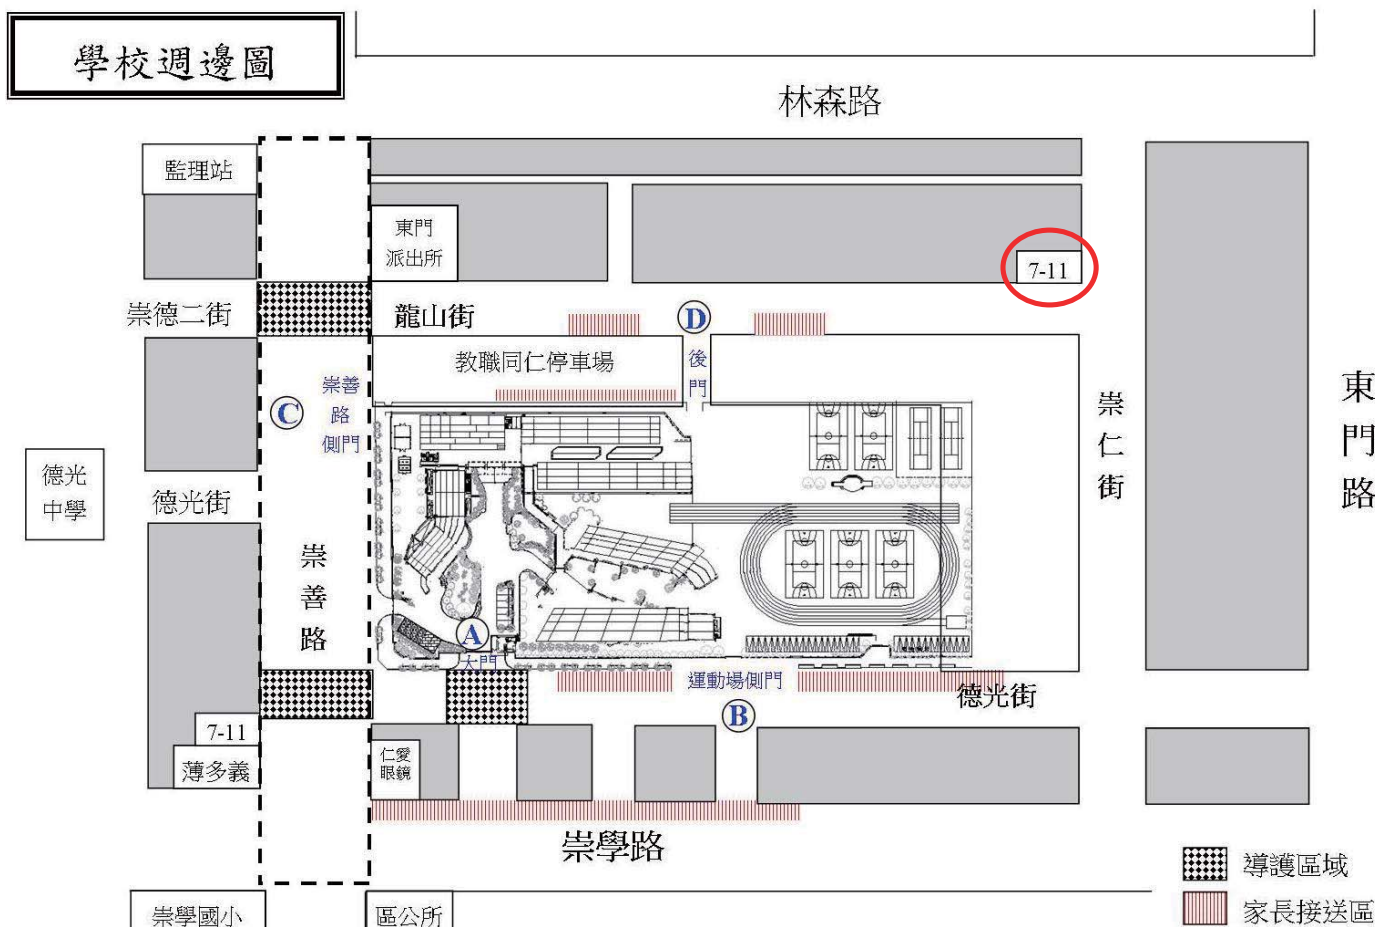 學校週邊圖
林森路
監理站
東門
派出所
7-11
崇德二街
龍山街
D
後門
教職同仁停車場
崇善路側門
C
崇仁街
東門路
德光
中學
德光街
崇善路
A
大門
運動場側門
B
德光街
7-11
薄多義
仁愛
眼鏡
崇學路
導護區域
家長接送區
崇學國小
區公所